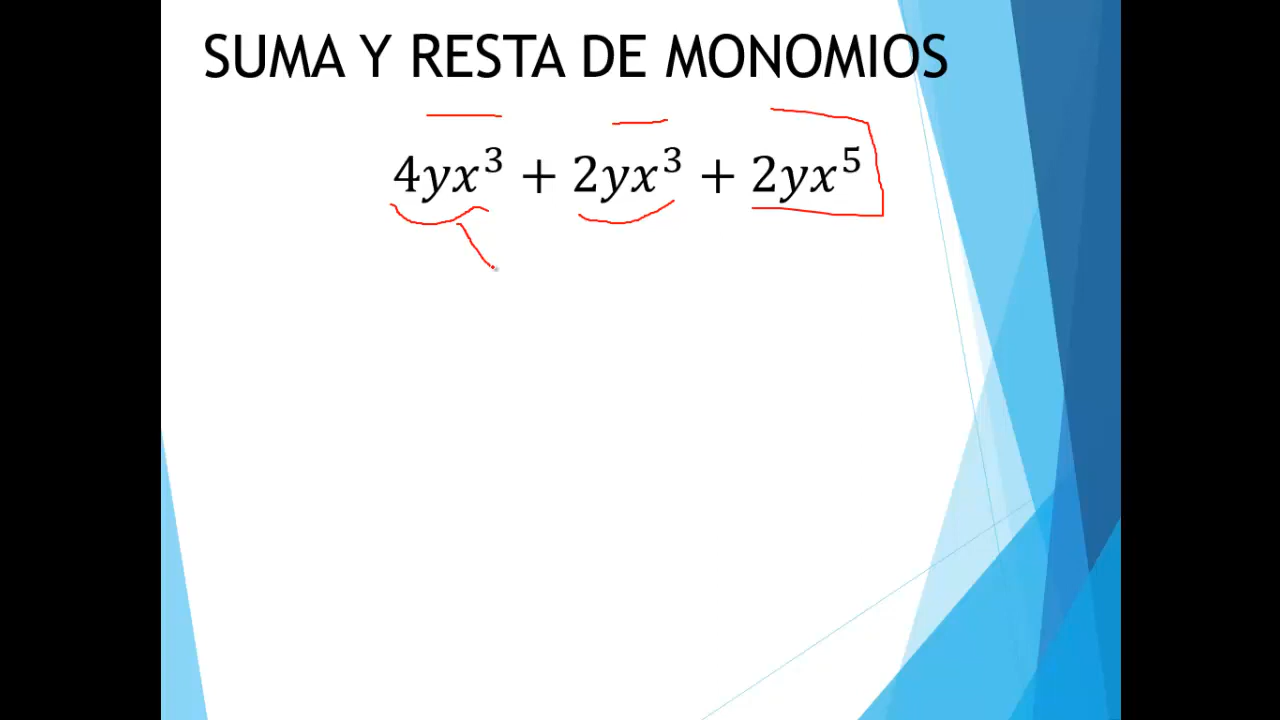 SUMA Y RESTA DE MONOMIOS
4yx³ + 2yx³ + 2yx⁵